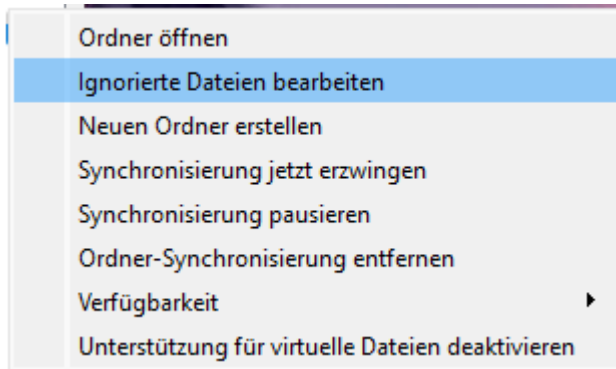 Ordner öffnen
Ignorierte Dateien bearbeiten
Neuen Ordner erstellen
Synchronisierung jetzt erzwingen
Synchronisierung pausieren
Ordner-Synchronisierung entfernen
Verfügbarkeit
Unterstützung für virtuelle Dateien deaktivieren